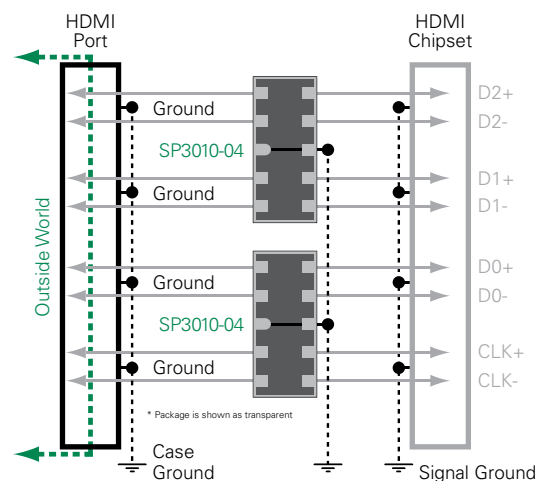 HDMI
Port
HDMI
Chipset
D2+
Ground
D2-
SP3010-04
D1+
Ground
D1-
Outside World
D0+
Ground
D0-
SP3010-04
CLK+
Ground
CLK-
* Package is shown as transparent
Case
Ground
Signal Ground